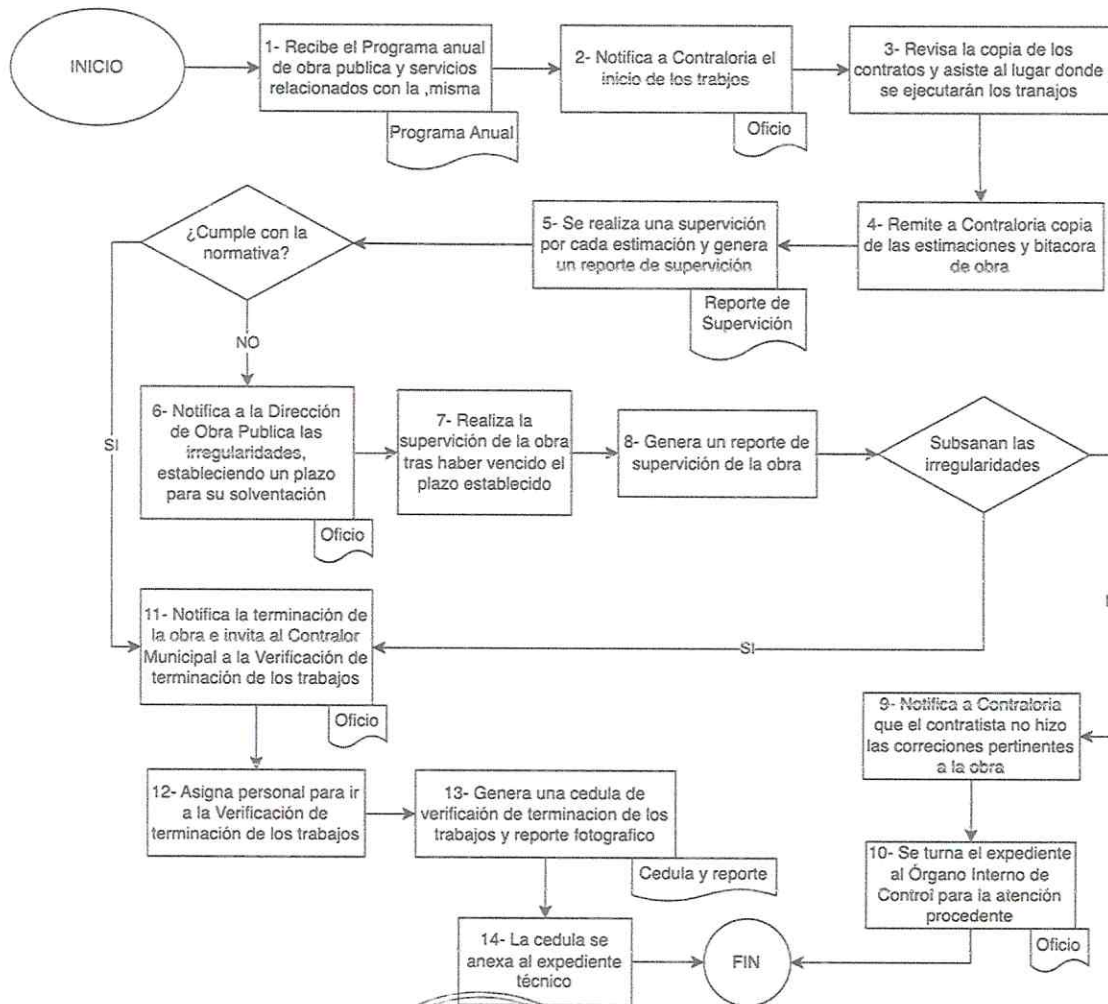 INICIO
1- Recibe el Programa anual
de obra publica y servicios
relacionados con la ,misma
Programa Anual
2- Notifica a Contraloria el
inicio de los trabjos
Oficio
3- Revisa la copia de los
contratos y asiste al lugar donde
se ejecutarán los tranajos
4- Remite a Contraloria copia
de las estimaciones y bitacora
de obra
5- Se realiza una supervición
por cada estimación y genera
un reporte de supervición
Reporte de
Supervición
¿Cumple con la
normativa?
SI
NO
6- Notifica a la Dirección
de Obra Publica las
irregularidades,
estableciendo un plazo
para su solventación
Oficio
7- Realiza la
supervición de la obra
tras haber vencido el
plazo establecido
8- Genera un reporte de
supervición de la obra
Subsanan las
irregularidades
SI
9- Notifica a Contraloria
que el contratista no hizo
las correciones pertinentes
a la obra
10- Se turna el expediente
al Órgano Interno de
Control para la atención
procedente
Oficio
11- Notifica la terminación de
la obra e invita al Contralor
Municipal a la Verificación de
terminación de los trabajos
Oficio
12- Asigna personal para ir
a la Verificación de
terminación de los trabajos
13- Genera una cedula de
verificaión de terminacion de los
trabajos y reporte fotografico
Cedula y reporte
14- La cedula se
anexa al expediente
técnico
FIN